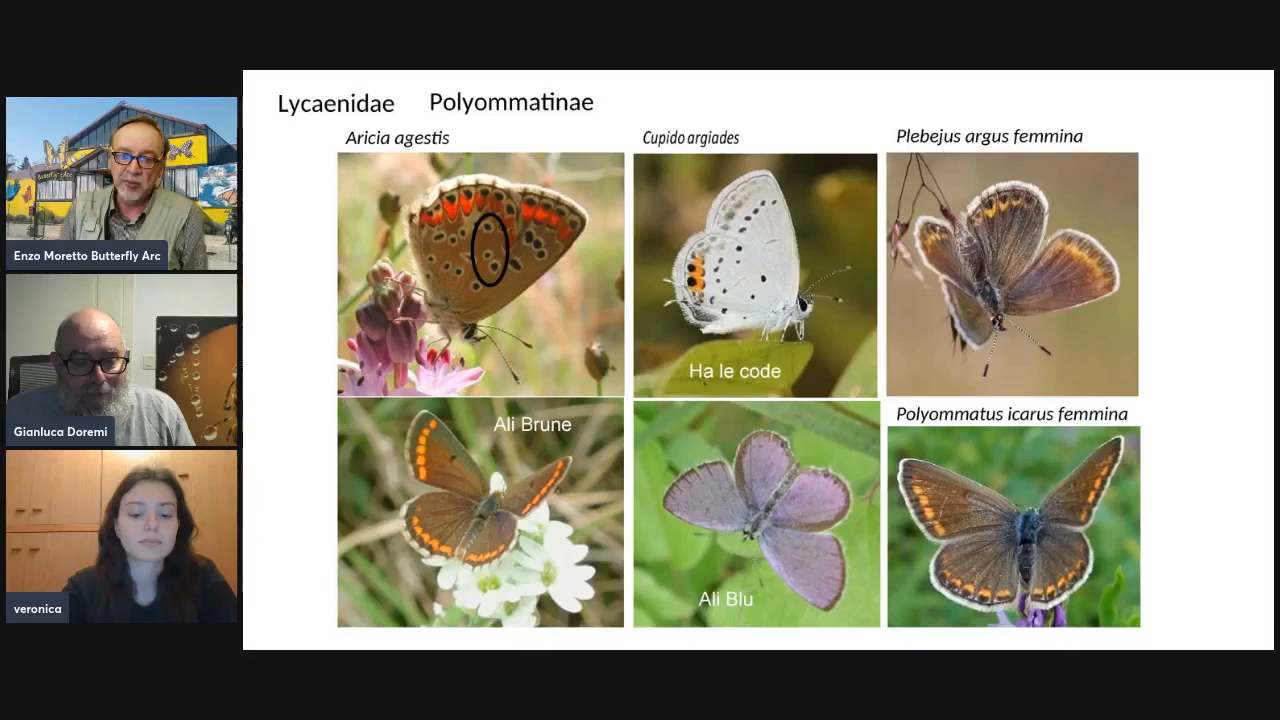 Lycaenidae Polyommatinae
Aricia agestis
Cupido argiades
Plebejus argus femmina
Ha le code
Ali Brune
Polyommatus icarus femmina
Ali Blu
Enzo Moretto Butterfly Arc
Gianluca Doremi
veronica